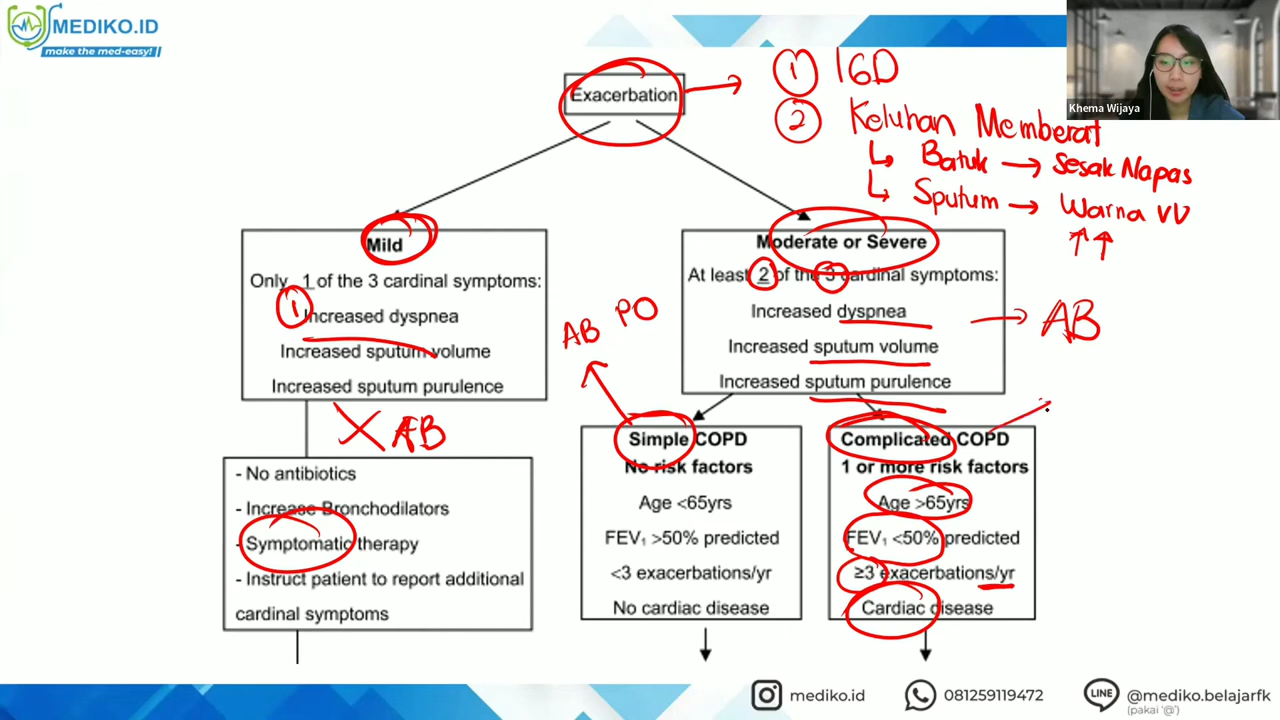 MEDIKO.ID
make the med-easy!
Khema Wijaya
Exacerbation
1 IGD
2 Keluhan Memberat
Batuk → Sesak Napas
Sputum → Warna
↑↑
Mild
Only 1 of the 3 cardinal symptoms:
1
Increased dyspnea
Increased sputum volume
Increased sputum purulence
X AB
- No antibiotics
- Increase Bronchodilators
- Symptomatic therapy
- Instruct patient to report additional
cardinal symptoms
Moderate or Severe
At least 2 of the 3 cardinal symptoms:
Increased dyspnea
Increased sputum volume
Increased sputum purulence
→ AB
AB PO
Simple COPD
No risk factors
Age <65yrs
FEV₁ >50% predicted
<3 exacerbations/yr
No cardiac disease
Complicated COPD
1 or more risk factors
Age >65yrs
FEV₁ <50% predicted
≥3 exacerbations/yr
Cardiac disease
mediko.id
081259119472
LINE
@mediko.belajarfk
(pakai '@')